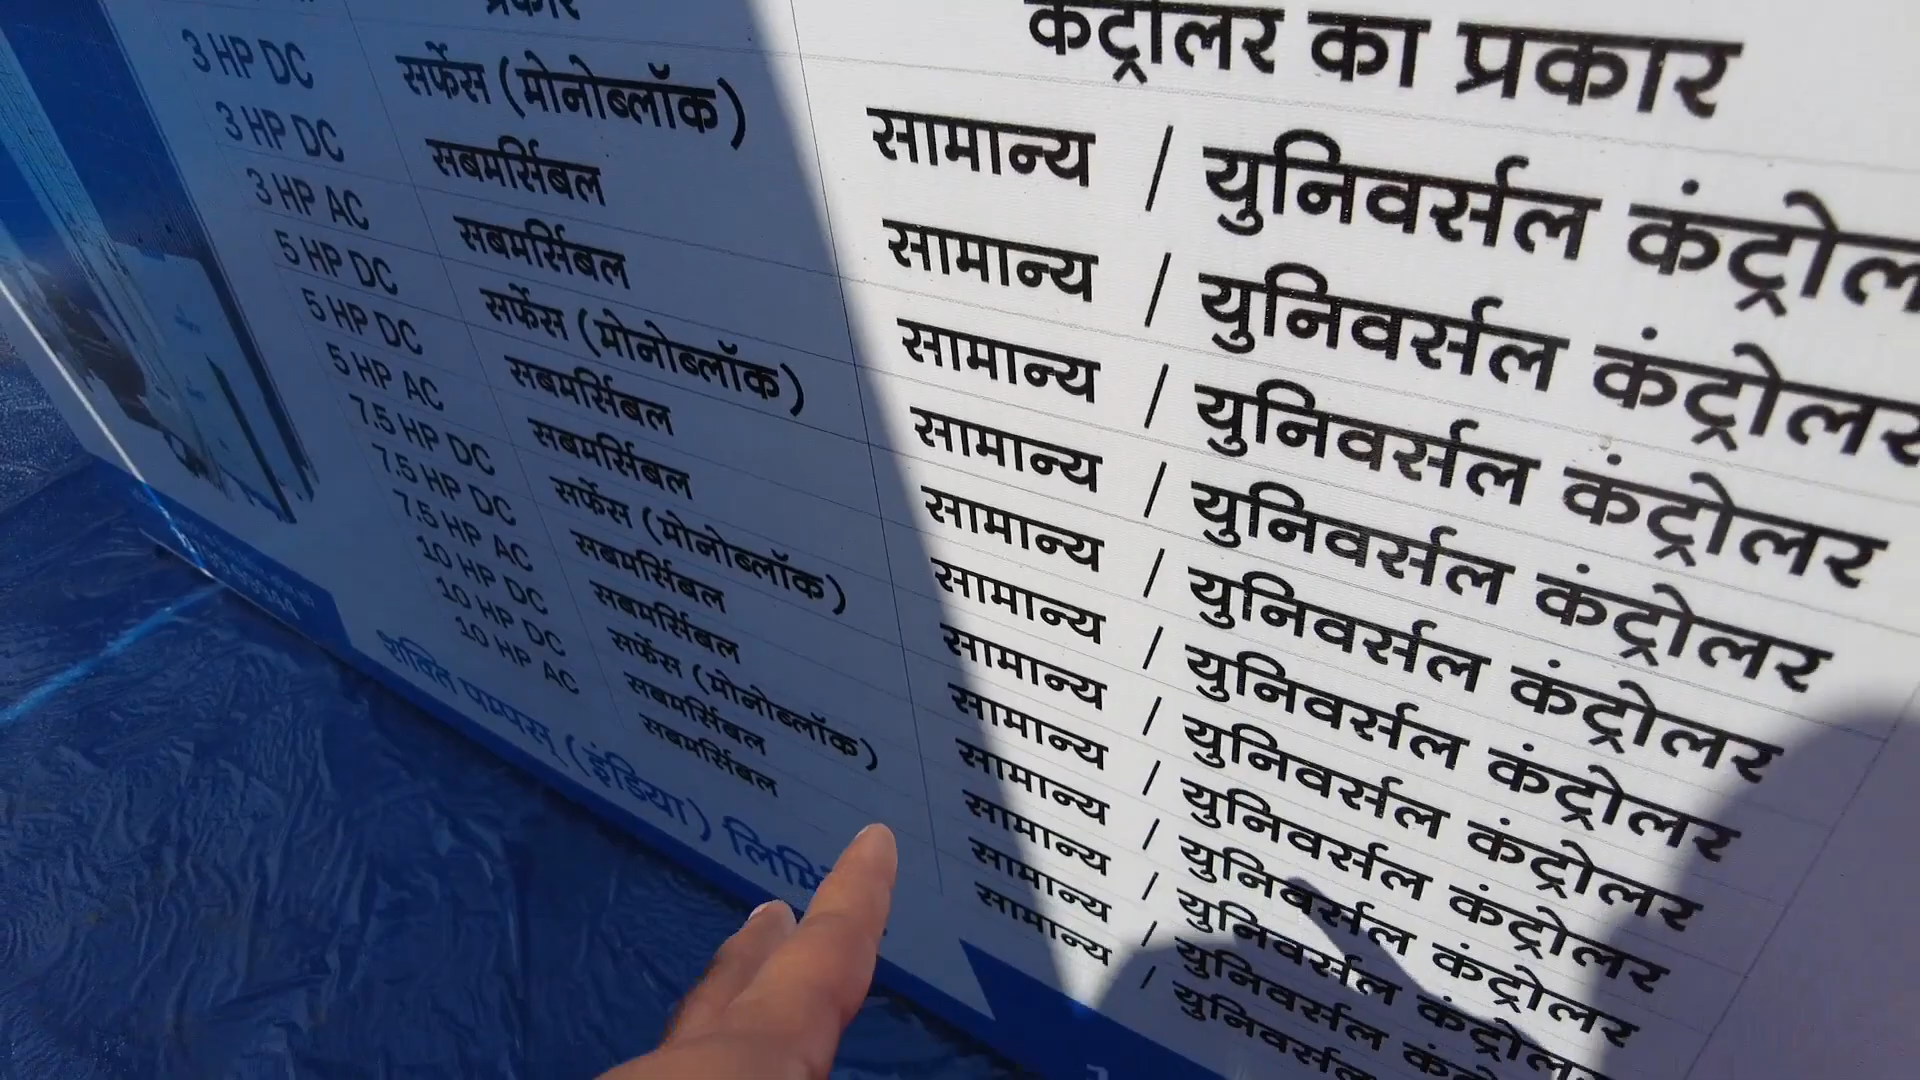 प्रकार कंट्रोलर का प्रकार
3 HP DC सर्फेस (मोनोब्लॉक) सामान्य / युनिवर्सल कंट्रोल
3 HP DC सबमर्सिबल सामान्य / युनिवर्सल कंट्रोलर
3 HP AC सबमर्सिबल सामान्य / युनिवर्सल कंट्रोलर
5 HP DC सर्फेस (मोनोब्लॉक) सामान्य / युनिवर्सल कंट्रोलर
5 HP DC सबमर्सिबल सामान्य / युनिवर्सल कंट्रोलर
5 HP AC सबमर्सिबल सामान्य / युनिवर्सल कंट्रोलर
7.5 HP DC सर्फेस (मोनोब्लॉक) सामान्य / युनिवर्सल कंट्रोलर
7.5 HP DC सबमर्सिबल सामान्य / युनिवर्सल कंट्रोलर
7.5 HP AC सबमर्सिबल सामान्य / युनिवर्सल कंट्रोलर
10 HP DC सर्फेस (मोनोब्लॉक) सामान्य / युनिवर्सल कंट्रोलर
10 HP DC सबमर्सिबल सामान्य / युनिवर्सल
10 HP AC सबमर्सिबल सामान्य / युनिवर्सल
शक्ति पम्पस् (इंडिया)